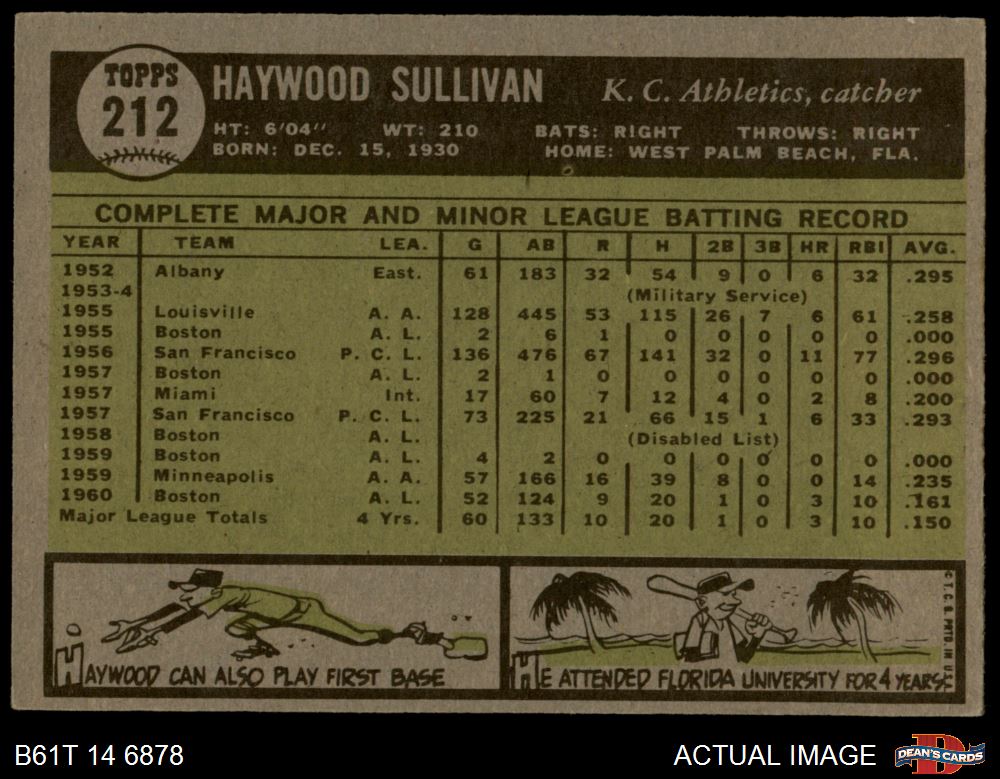 TOPPS
212
HAYWOOD SULLIVAN K. C. Athletics, catcher
HT: 6'04" WT: 210 BATS: RIGHT THROWS: RIGHT
BORN: DEC. 15, 1930 HOME: WEST PALM BEACH, FLA.
COMPLETE MAJOR AND MINOR LEAGUE BATTING RECORD
YEAR TEAM LEA. G AB R H 2B 3B HR RBI AVG.
1952 Albany East. 61 183 32 54 9 0 6 32 .295
1953-4 (Military Service)
1955 Louisville A. A. 128 445 53 115 26 7 6 61 .258
1955 Boston A. L. 2 6 1 0 0 0 0 0 .000
1956 San Francisco P. C. L. 136 476 67 141 32 0 11 77 .296
1957 Boston A. L. 2 1 0 0 0 0 0 0 .000
1957 Miami Int. 17 60 7 12 4 0 2 8 .200
1957 San Francisco P. C. L. 73 225 21 66 15 1 6 33 .293
1958 Boston A. L. (Disabled List)
1959 Boston A. L. 4 2 0 0 0 0 0 0 .000
1959 Minneapolis A. A. 57 166 16 39 8 0 0 14 .235
1960 Boston A. L. 52 124 9 20 1 0 3 10 .161
Major League Totals 4 Yrs. 60 133 10 20 1 0 3 10 .150
HAYWOOD CAN ALSO PLAY FIRST BASE
HE ATTENDED FLORIDA UNIVERSITY FOR 4 YEARS
© T. C. G. PRTD. IN U.S.
B61T 14 6878
ACTUAL IMAGE
DEAN'S CARDS